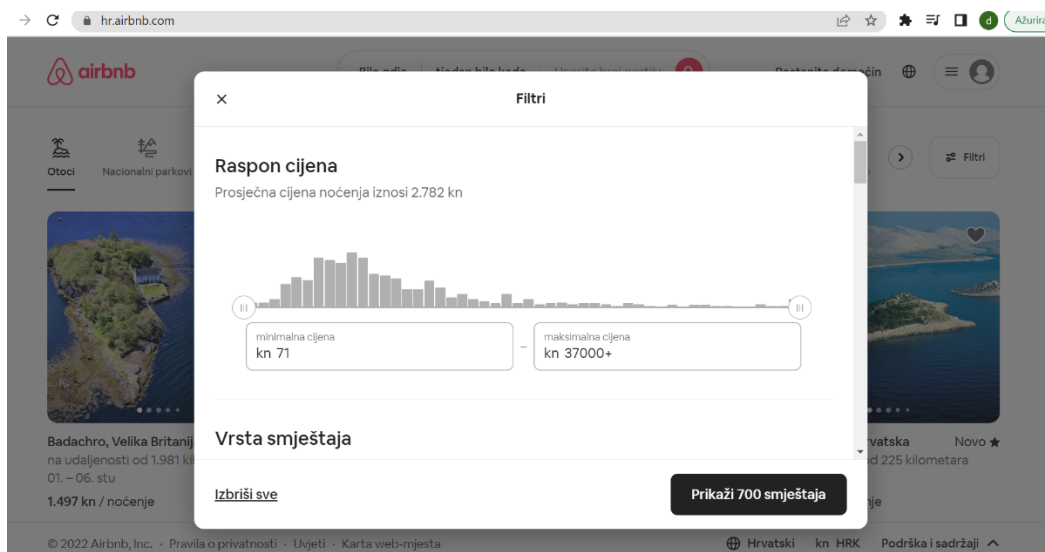 hr.airbnb.com
Ažurira
airbnb
Postanite domaćin
Filtri
Otoci
Nacionalni parkovi
Filtri
Raspon cijena
Prosječna cijena noćenja iznosi 2.782 kn
minimalna cijena
kn 71
–
maksimalna cijena
kn 37000+
Vrsta smještaja
Badachro, Velika Britanij
na udaljenosti od 1.981 kil
01. – 06. stu
1.497 kn / noćenje
rvatska
Novo ★
od 225 kilometara
Izbriši sve
Prikaži 700 smještaja
© 2022 Airbnb, Inc. · Pravila o privatnosti · Uvjeti · Karta web-mjesta
Hrvatski kn HRK Podrška i sadržaji